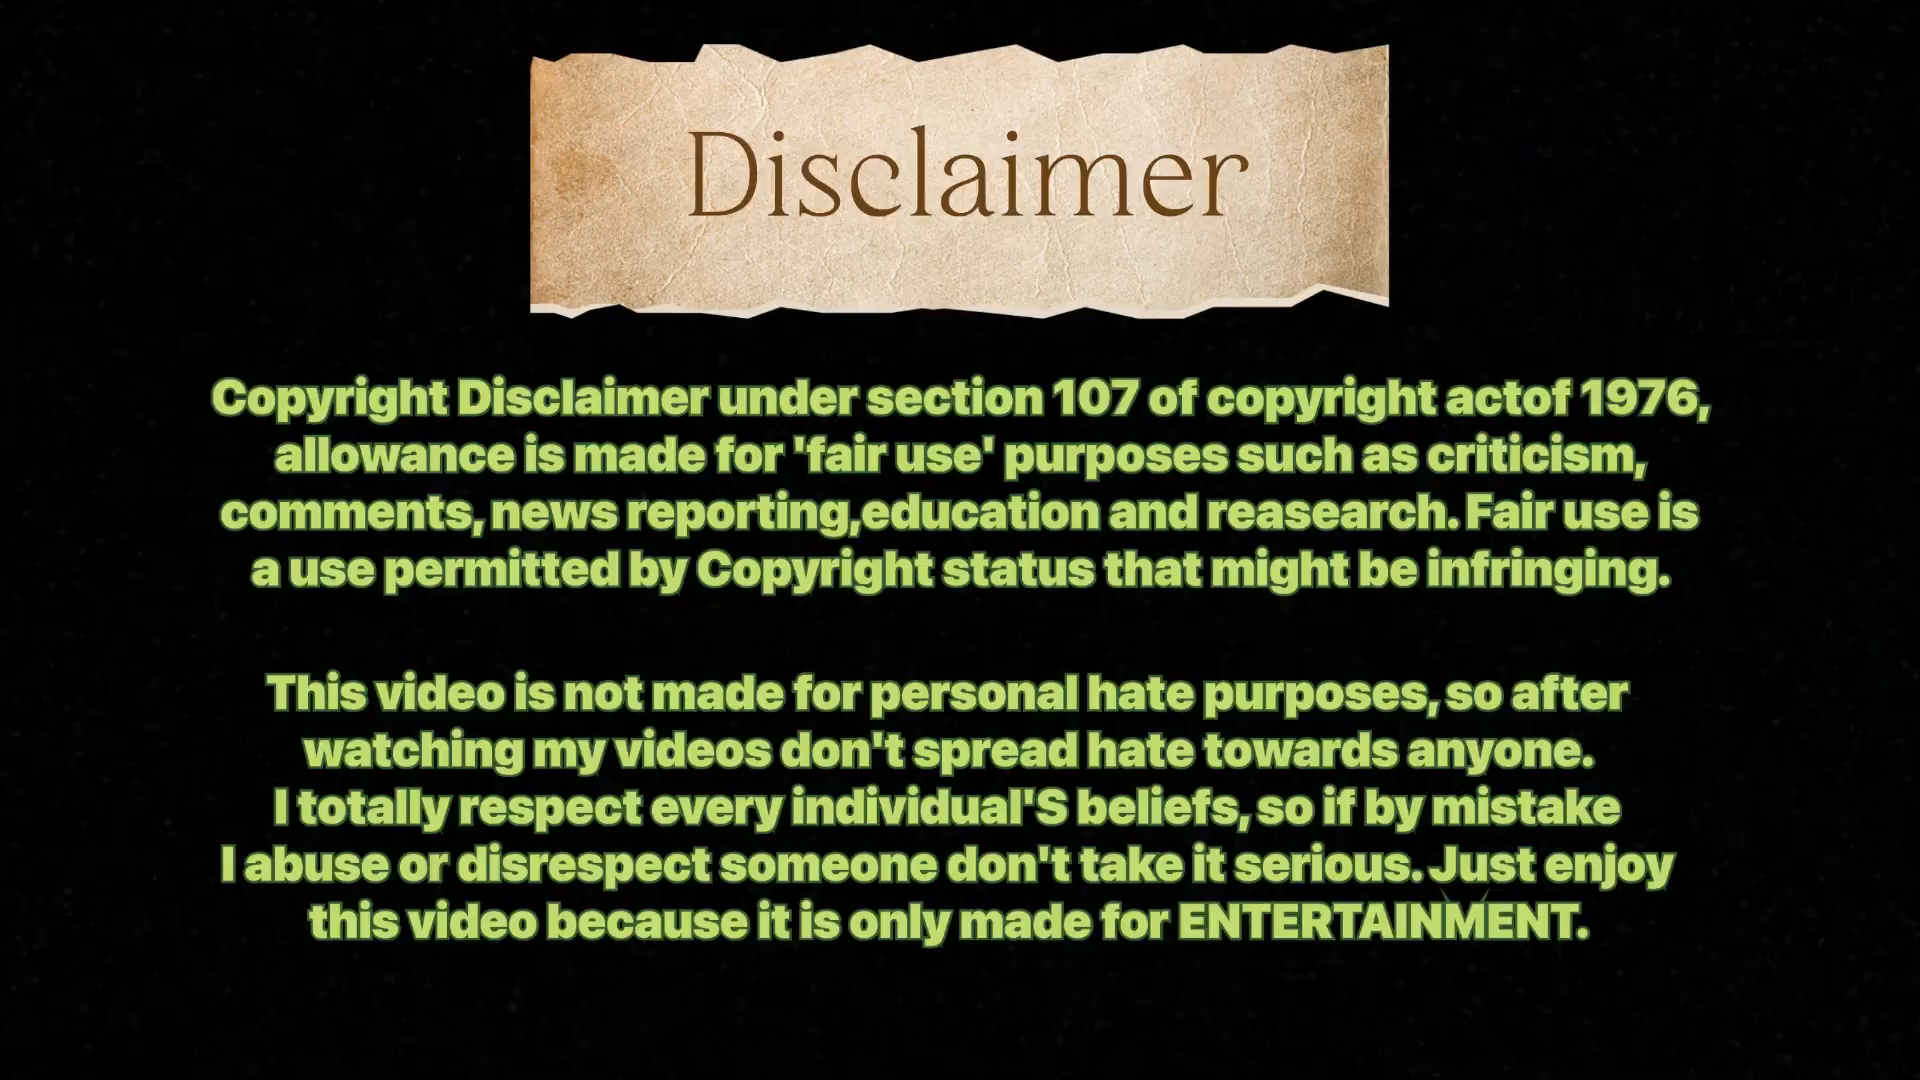 Disclaimer
Copyright Disclaimer under section 107 of copyright actof 1976,
allowance is made for 'fair use' purposes such as criticism,
comments, news reporting,education and reasearch. Fair use is
a use permitted by Copyright status that might be infringing.
This video is not made for personal hate purposes, so after
watching my videos don't spread hate towards anyone.
I totally respect every individual'S beliefs, so if by mistake
I abuse or disrespect someone don't take it serious. Just enjoy
this video because it is only made for ENTERTAINMENT.